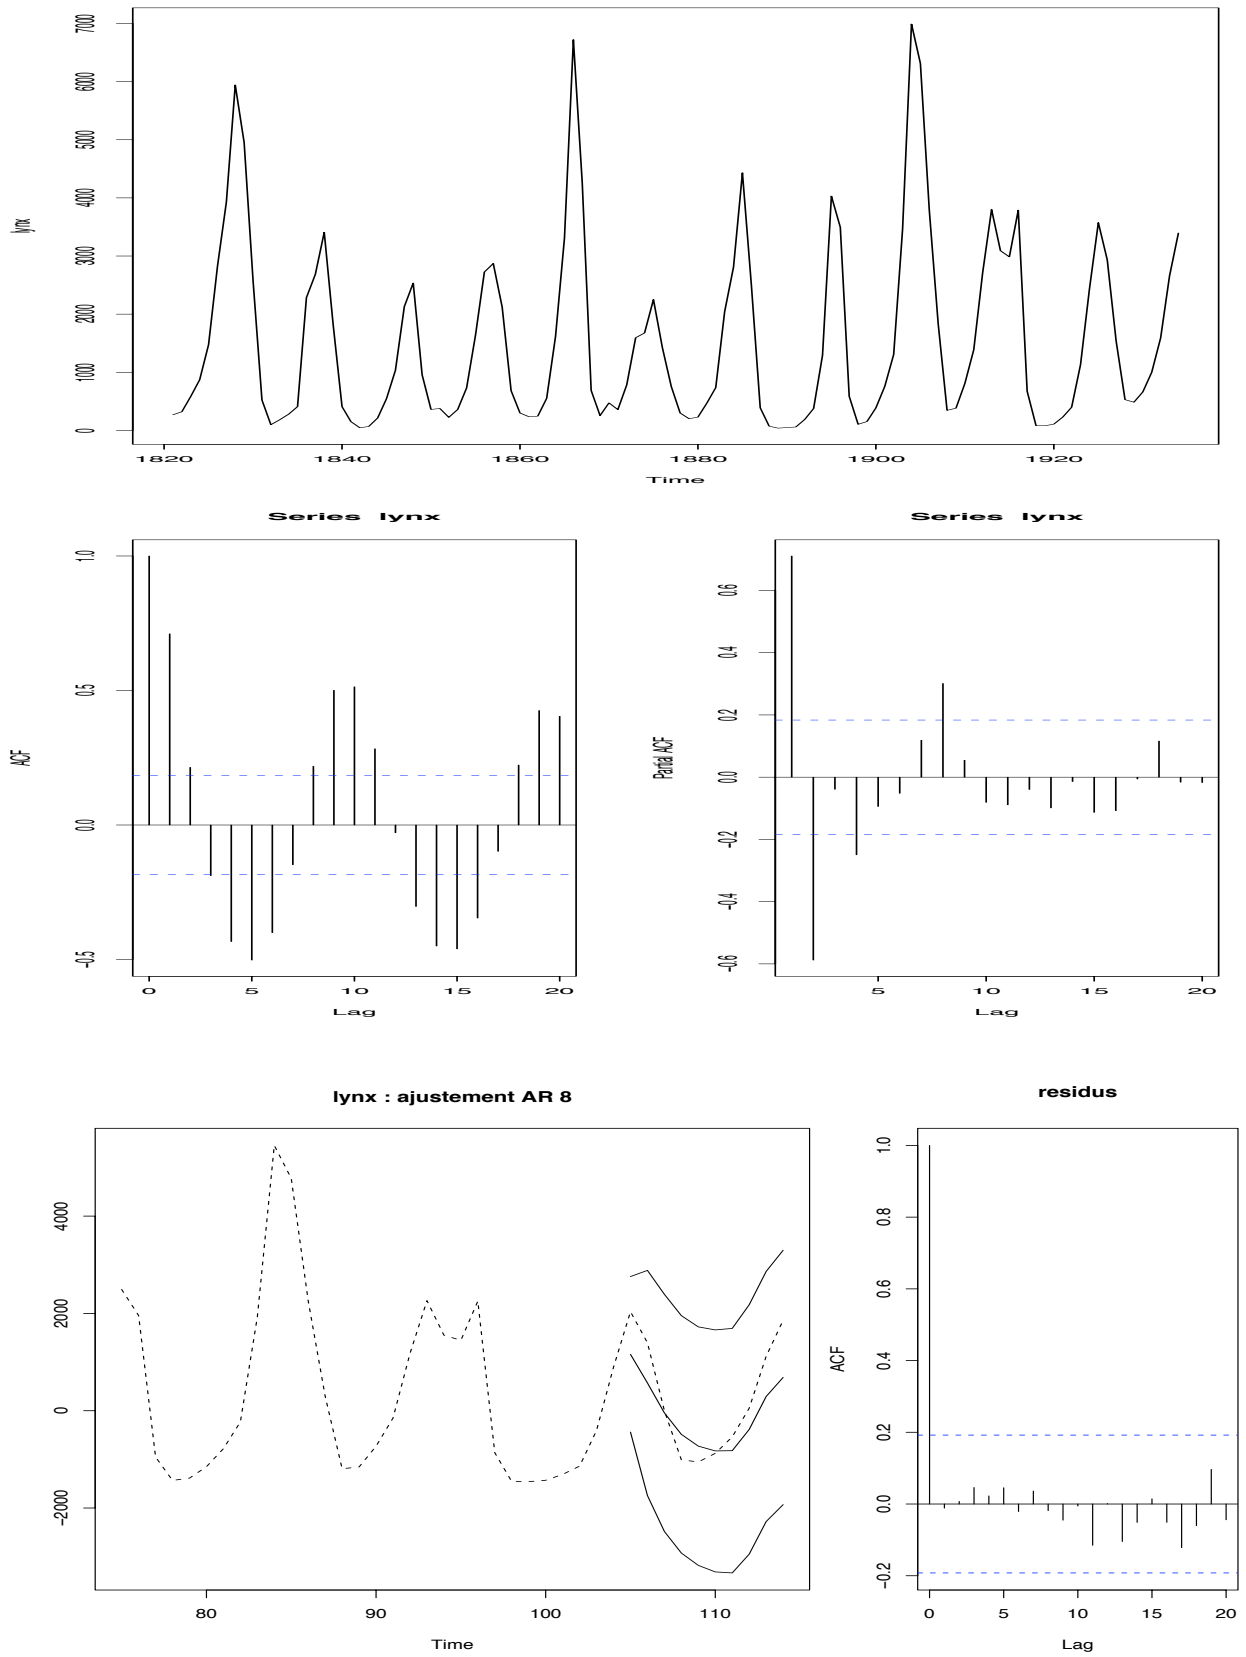 7000
6000
5000
4000
3000
2000
1000
0
lynx
1820 1840 1860 1880 1900 1920
Time
Series lynx
1.0
0.5
0.0
-0.5
ACF
0 5 10 15 20
Lag
Series lynx
0.6
0.4
0.2
0.0
-0.2
-0.4
-0.6
Partial ACF
5 10 15 20
Lag
lynx : ajustement AR 8
4000
2000
0
-2000
80 90 100 110
Time
residus
1.0
0.8
0.6
0.4
0.2
0.0
-0.2
ACF
0 5 10 15 20
Lag